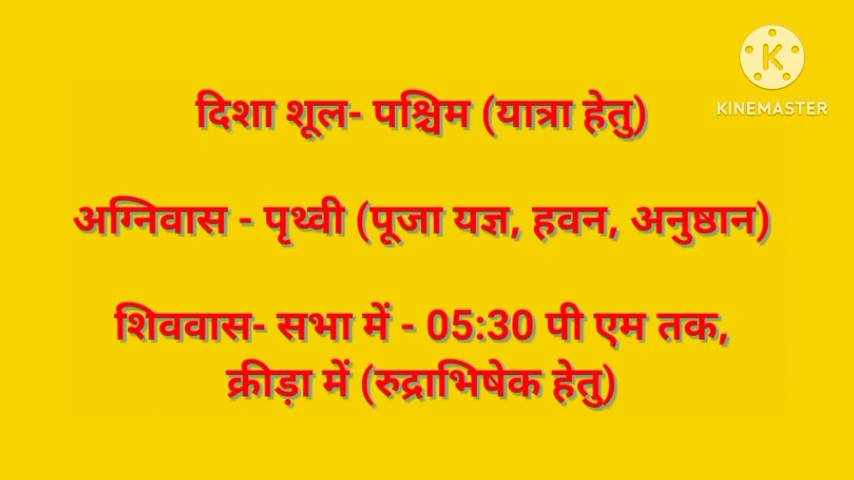 K
KINEMASTER
दिशा शूल- पश्चिम (यात्रा हेतु)
अग्निवास - पृथ्वी (पूजा यज्ञ, हवन, अनुष्ठान)
शिववास- सभा में - 05:30 पी एम तक,
क्रीड़ा में (रुद्राभिषेक हेतु)